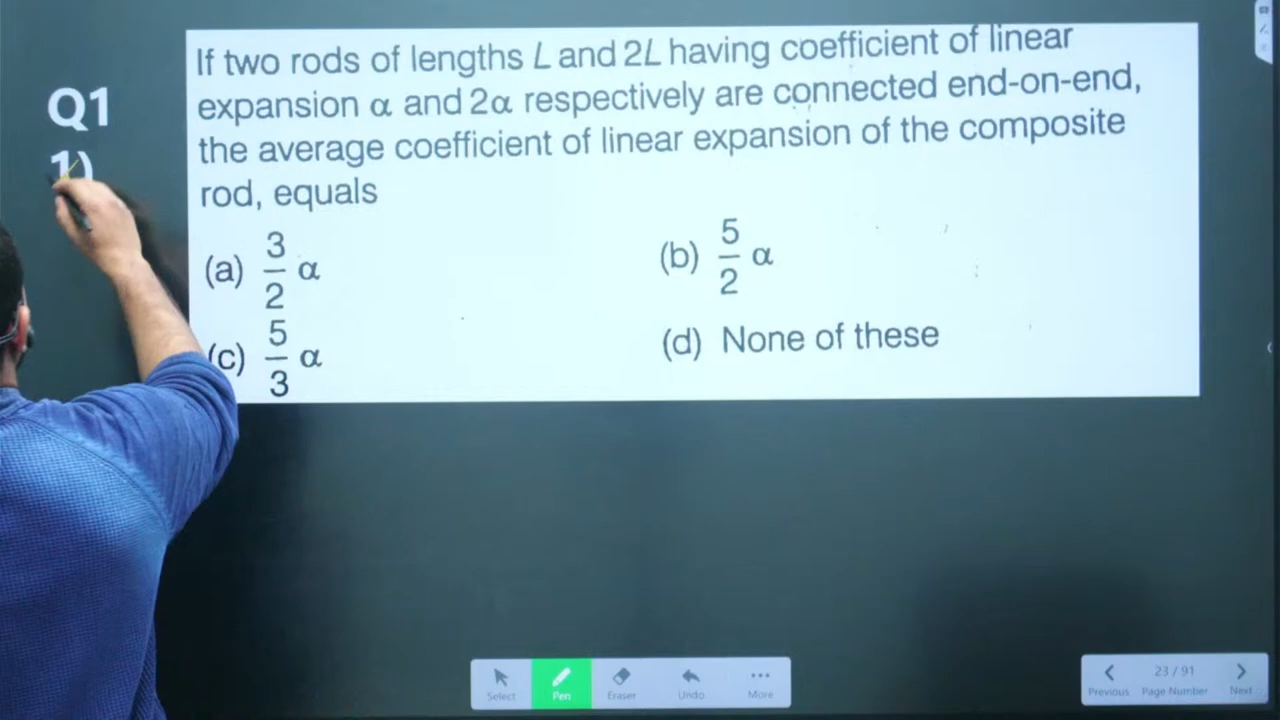 Q1
1)
If two rods of lengths L and 2L having coefficient of linear
expansion α and 2α respectively are connected end-on-end,
the average coefficient of linear expansion of the composite
rod, equals
(a) 3/2 α
(b) 5/2 α
(c) 5/3 α
(d) None of these
Select
Pen
Eraser
Undo
More
Previous
23 / 91
Page Number
Next